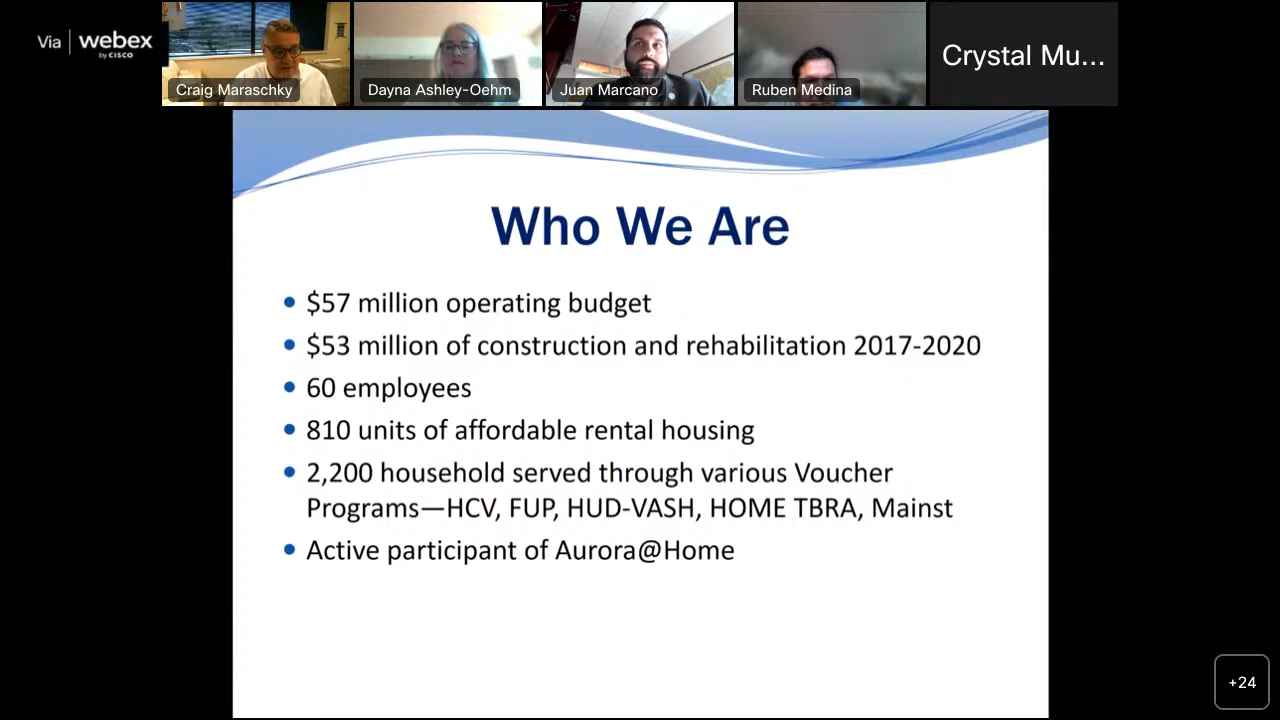 Via | webex
by CISCO
Craig Maraschky
Dayna Ashley-Oehm
Juan Marcano
Ruben Medina
Crystal Mu...
Who We Are
• $57 million operating budget
• $53 million of construction and rehabilitation 2017-2020
• 60 employees
• 810 units of affordable rental housing
• 2,200 household served through various Voucher
Programs—HCV, FUP, HUD-VASH, HOME TBRA, Mainst
• Active participant of Aurora@Home
+24